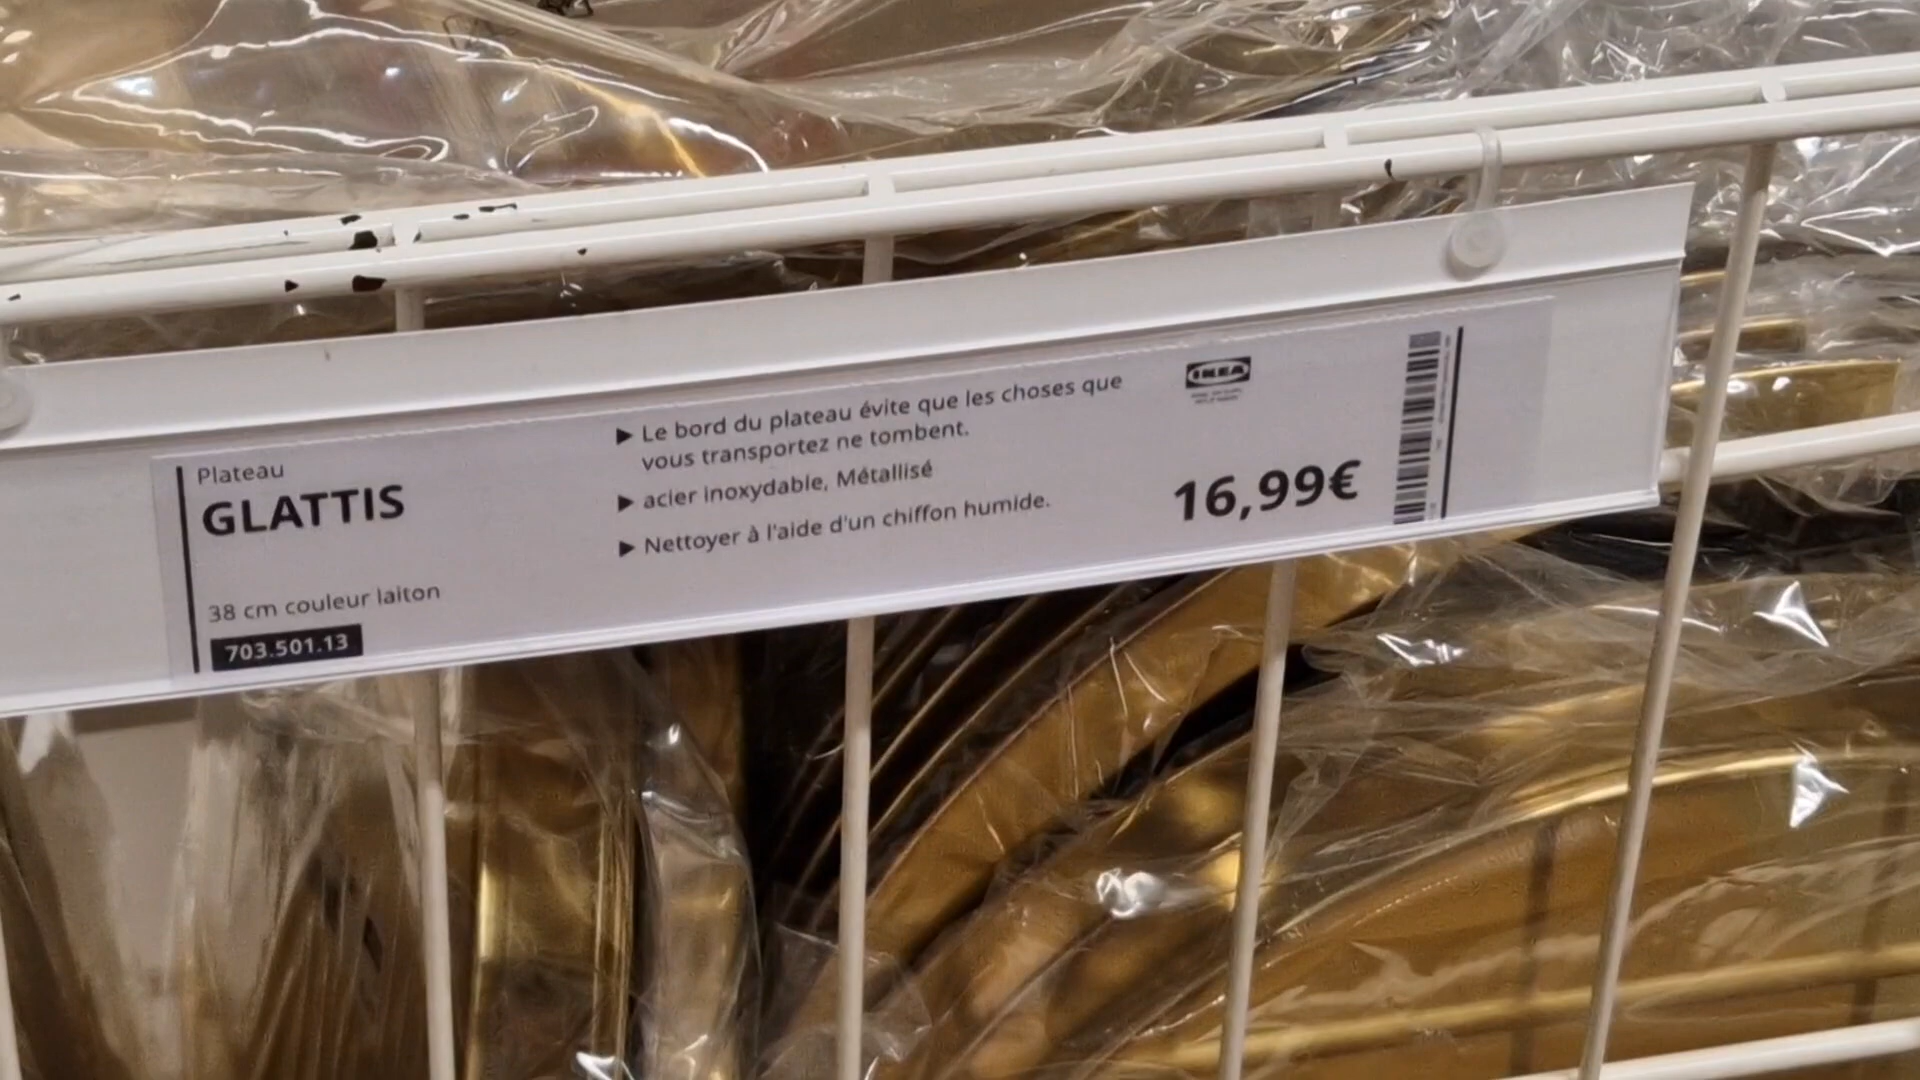 Plateau
GLATTIS
38 cm couleur laiton
703.501.13
▶ Le bord du plateau évite que les choses que
vous transportez ne tombent.
▶ acier inoxydable, Métallisé
▶ Nettoyer à l'aide d'un chiffon humide.
IKEA
16,99€